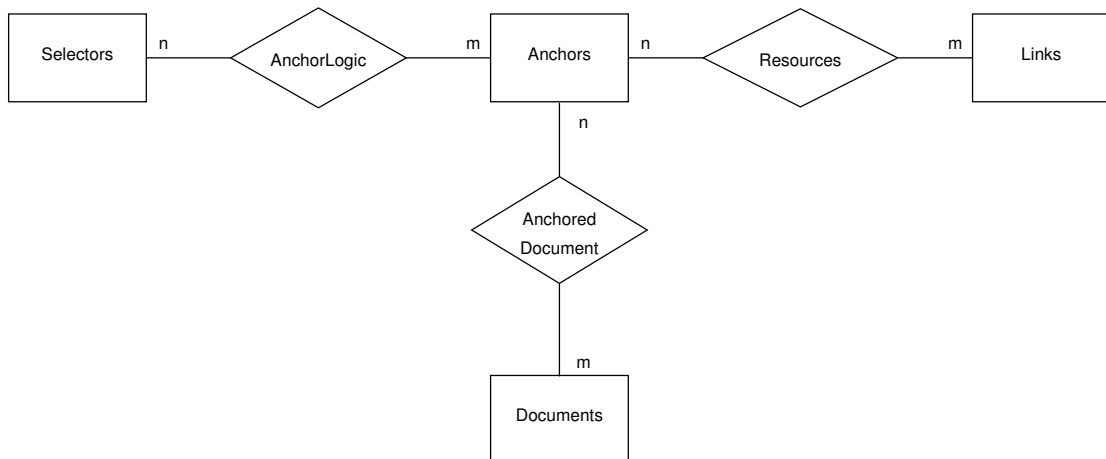 Selectors
n
AnchorLogic
m
Anchors
n
Resources
m
Links
n
Anchored
Document
m
Documents